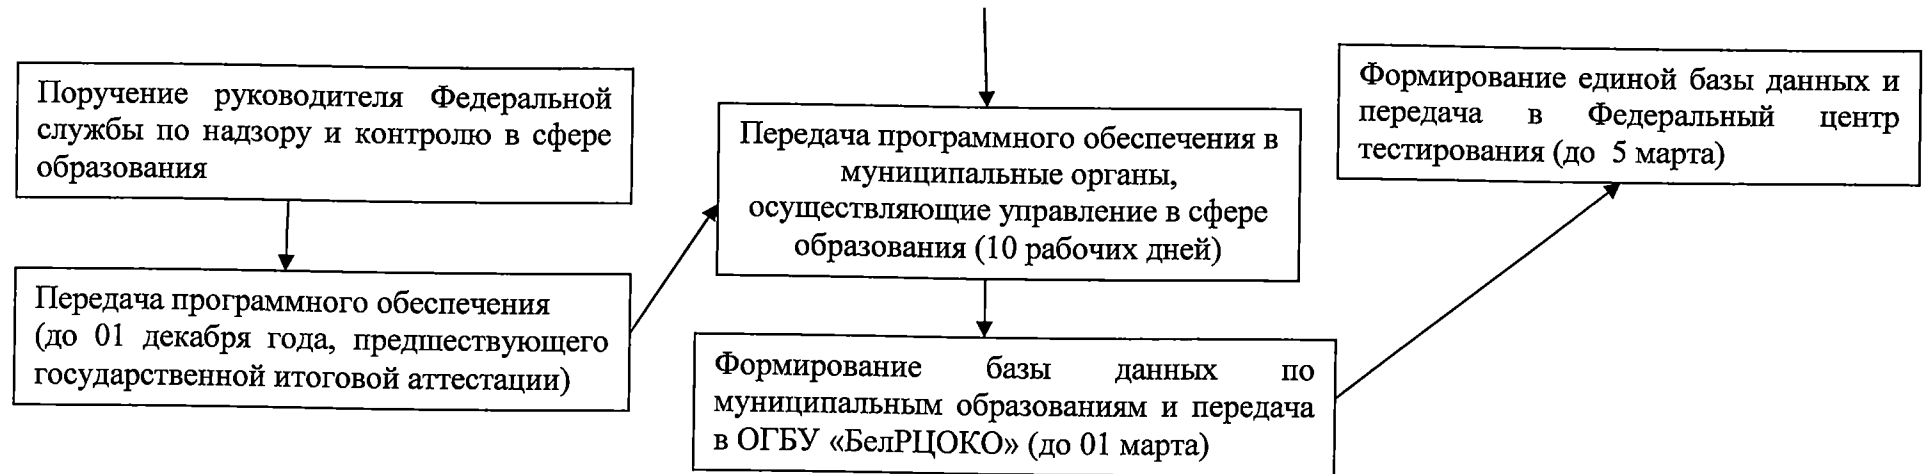 Поручение руководителя Федеральной
службы по надзору и контролю в сфере
образования
Передача программного обеспечения
(до 01 декабря года, предшествующего
государственной итоговой аттестации)
Передача программного обеспечения в
муниципальные органы,
осуществляющие управление в сфере
образования (10 рабочих дней)
Формирование базы данных по
муниципальным образованиям и передача
в ОГБУ «БелРЦОКО» (до 01 марта)
Формирование единой базы данных и
передача в Федеральный центр
тестирования (до 5 марта)